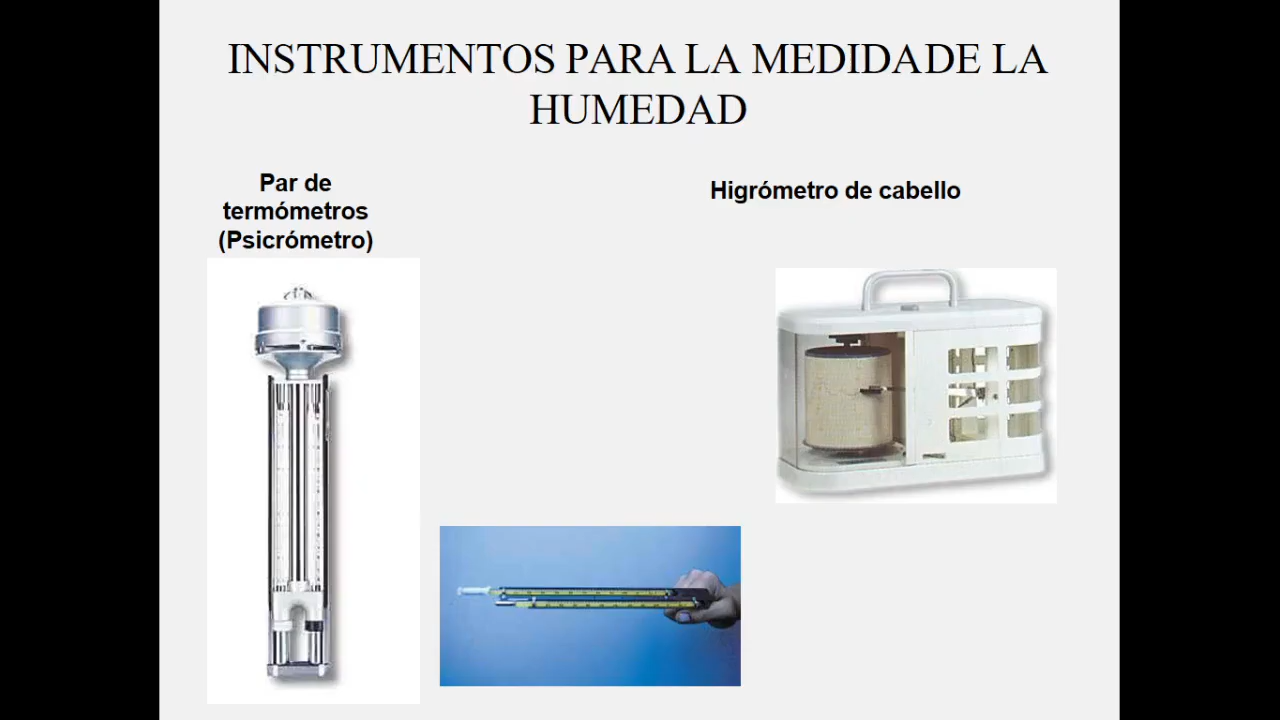 INSTRUMENTOS PARA LA MEDIDADE LA
HUMEDAD
Par de
termómetros
(Psicrómetro)
Higrómetro de cabello